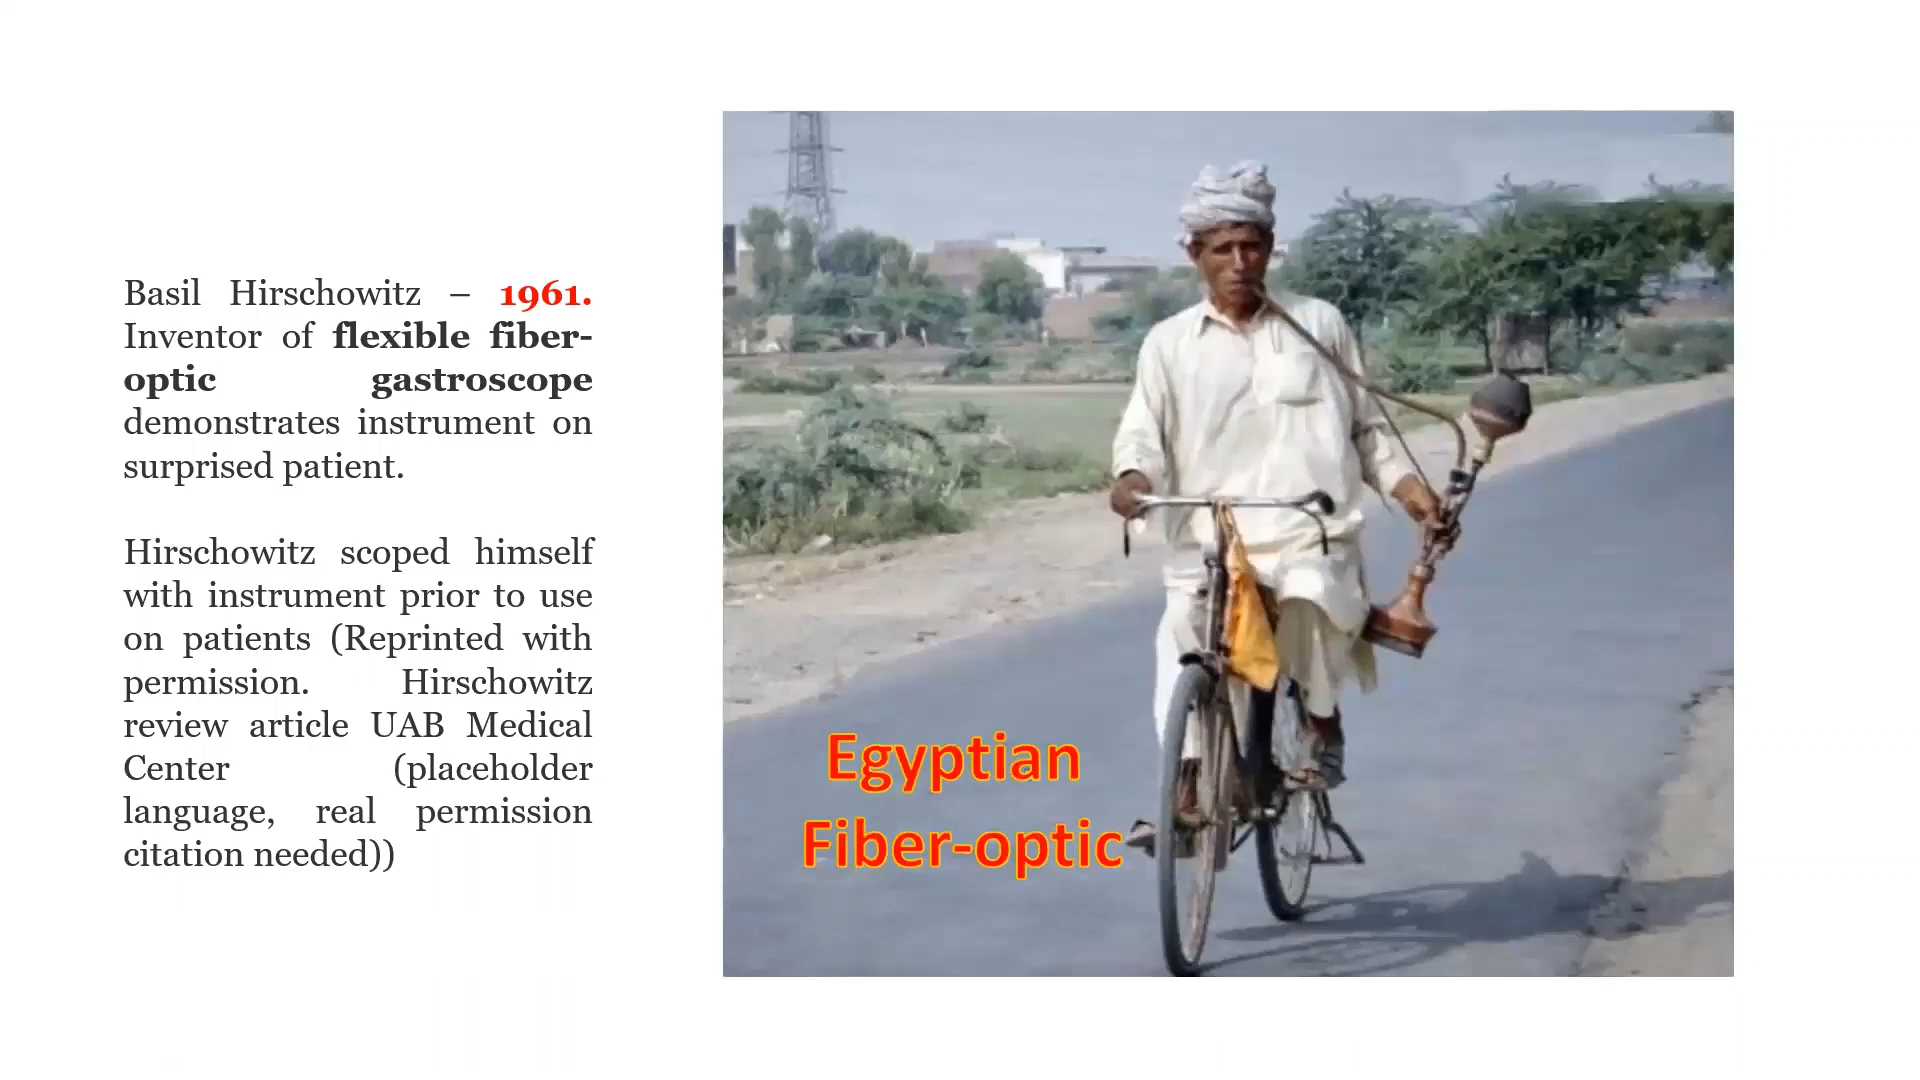 Basil Hirschowitz – 1961.
Inventor of flexible fiber-
optic gastroscope
demonstrates instrument on
surprised patient.
Hirschowitz scoped himself
with instrument prior to use
on patients (Reprinted with
permission. Hirschowitz
review article UAB Medical
Center (placeholder
language, real permission
citation needed))
Egyptian
Fiber-optic